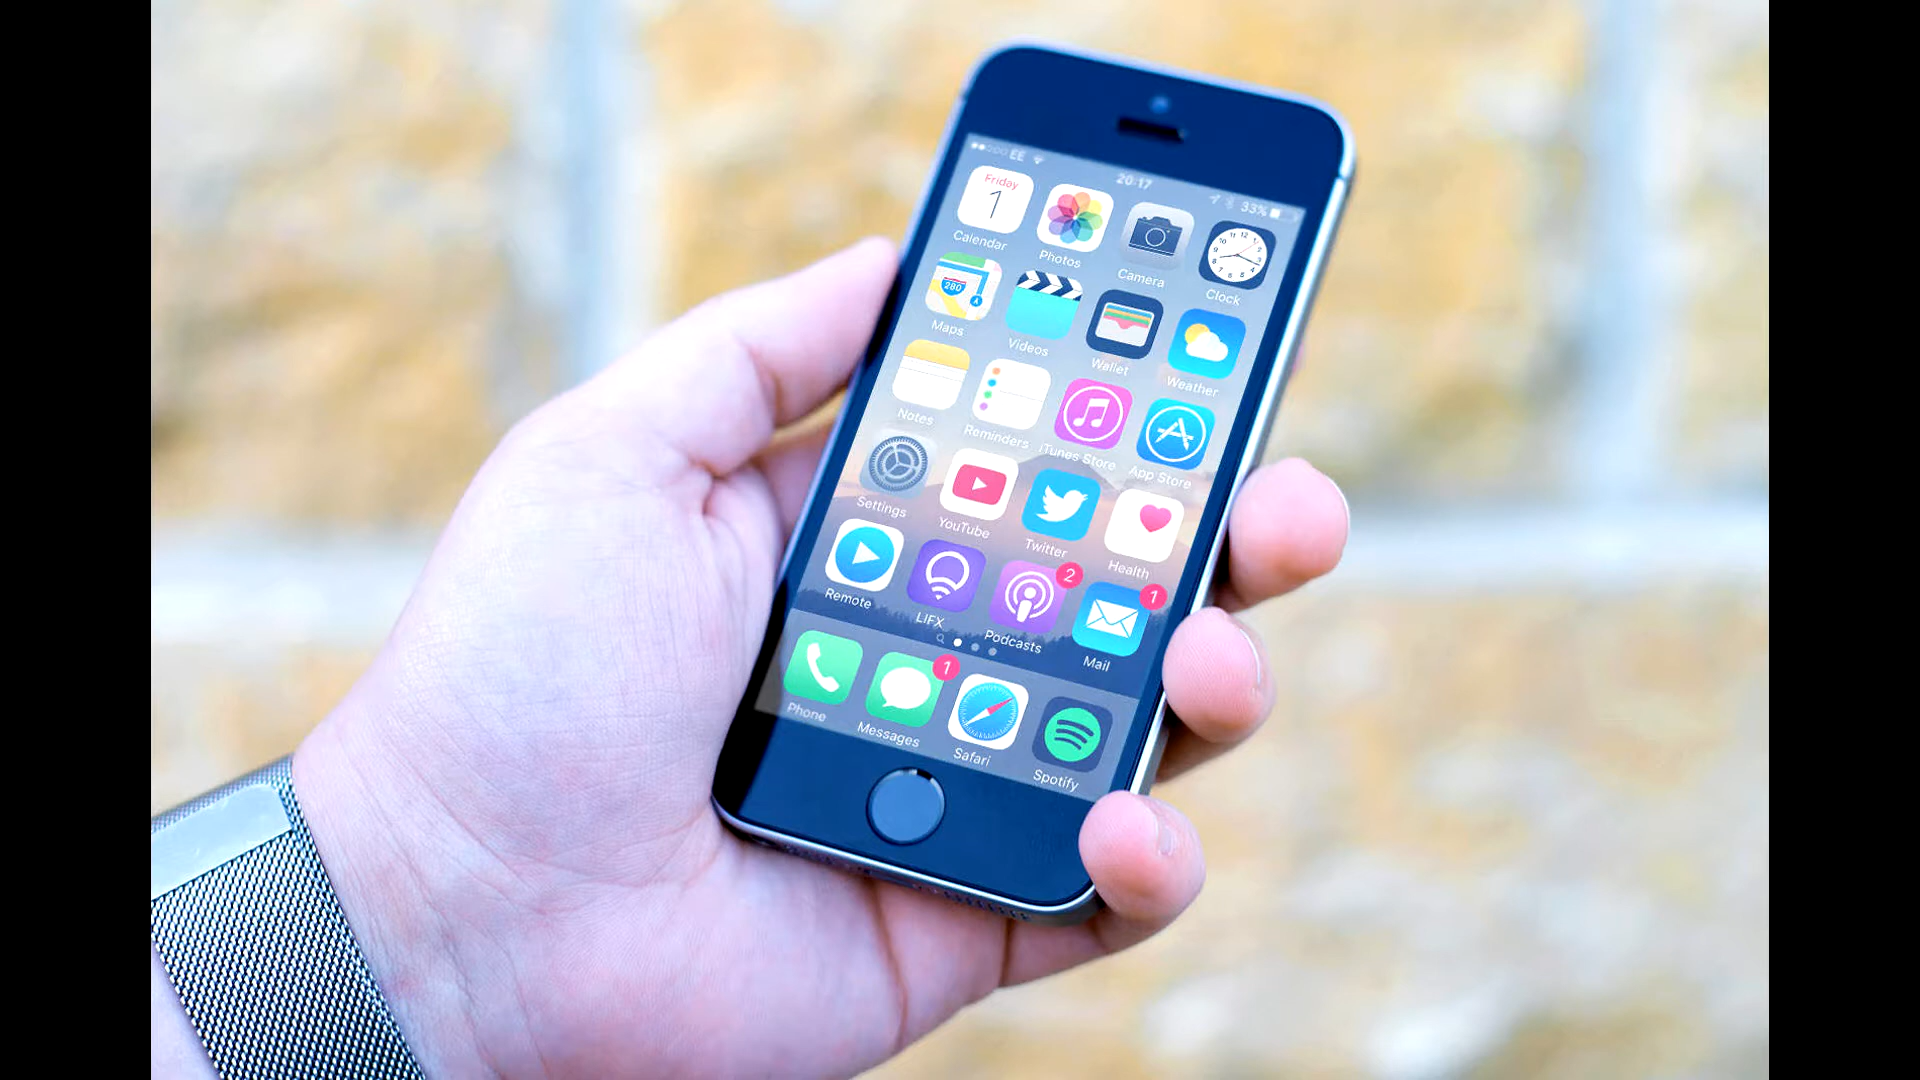 EE
20:17
33%
Friday
1
Calendar
Photos
Camera
Clock
280
Maps
Videos
Wallet
Weather
Notes
Reminders
iTunes Store
App Store
Settings
YouTube
Twitter
Health
2
1
Remote
LIFX
Podcasts
Mail
1
Phone
Messages
Safari
Spotify